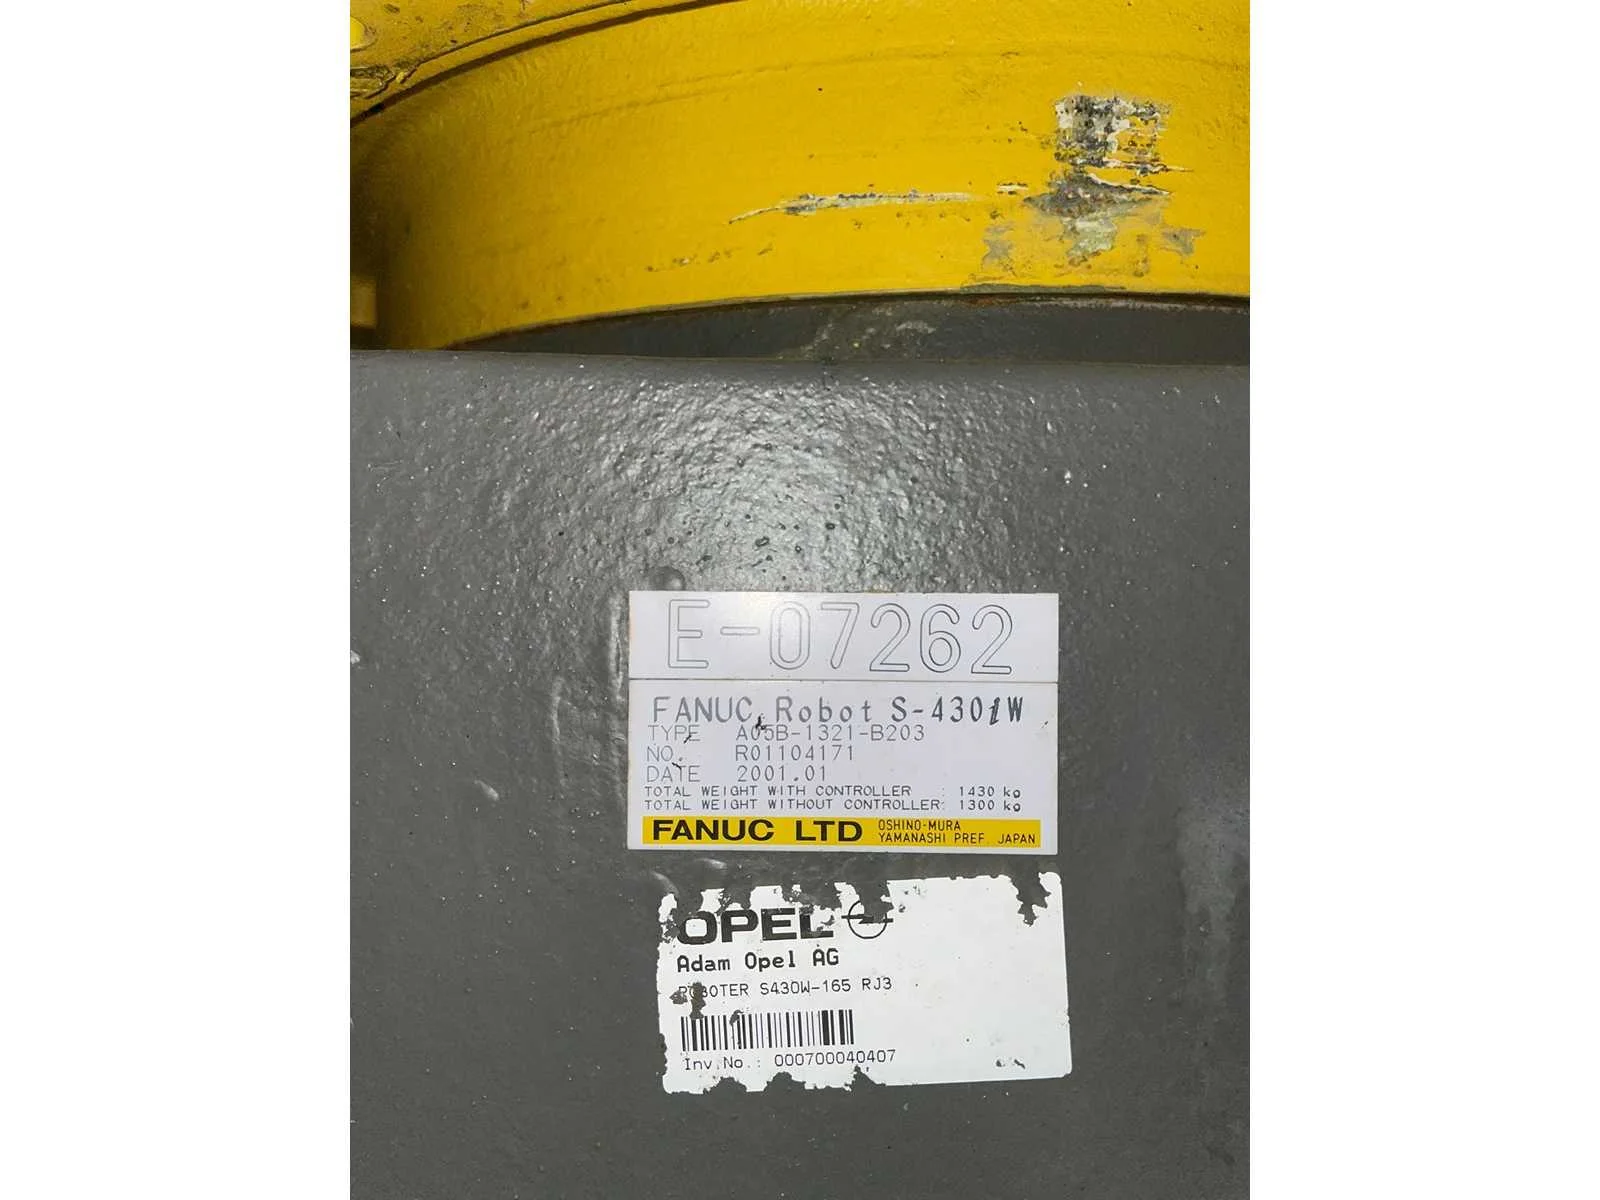 E-07262
FANUC Robot S-430iW
TYPE A05B-1321-B203
NO. R01104171
DATE 2001.01
TOTAL WEIGHT WITH CONTROLLER : 1430 kg
TOTAL WEIGHT WITHOUT CONTROLLER: 1300 kg
FANUC LTD OSHINO-MURA
YAMANASHI PREF. JAPAN
OPEL
Adam Opel AG
ROBOTER S430W-165 RJ3
Inv.No.: 000700040407